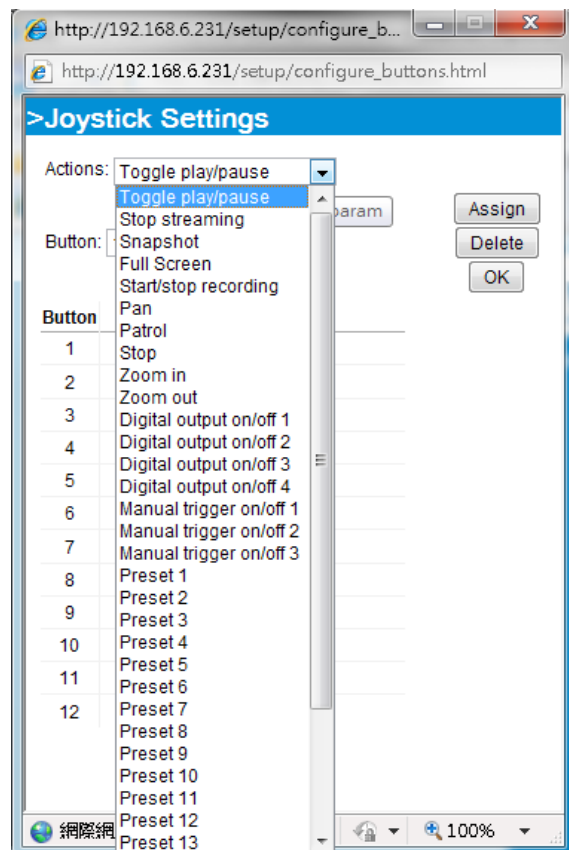 http://192.168.6.231/setup/configure_b...
http://192.168.6.231/setup/configure_buttons.html
>Joystick Settings
Actions: Toggle play/pause
Toggle play/pause
Stop streaming
Snapshot
Full Screen
Start/stop recording
Pan
Patrol
Stop
Zoom in
Zoom out
Digital output on/off 1
Digital output on/off 2
Digital output on/off 3
Digital output on/off 4
Manual trigger on/off 1
Manual trigger on/off 2
Manual trigger on/off 3
Preset 1
Preset 2
Preset 3
Preset 4
Preset 5
Preset 6
Preset 7
Preset 8
Preset 9
Preset 10
Preset 11
Preset 12
Preset 13
param
Button:
Assign
Delete
OK
Button
1
2
3
4
5
6
7
8
9
10
11
12
網際網
100%